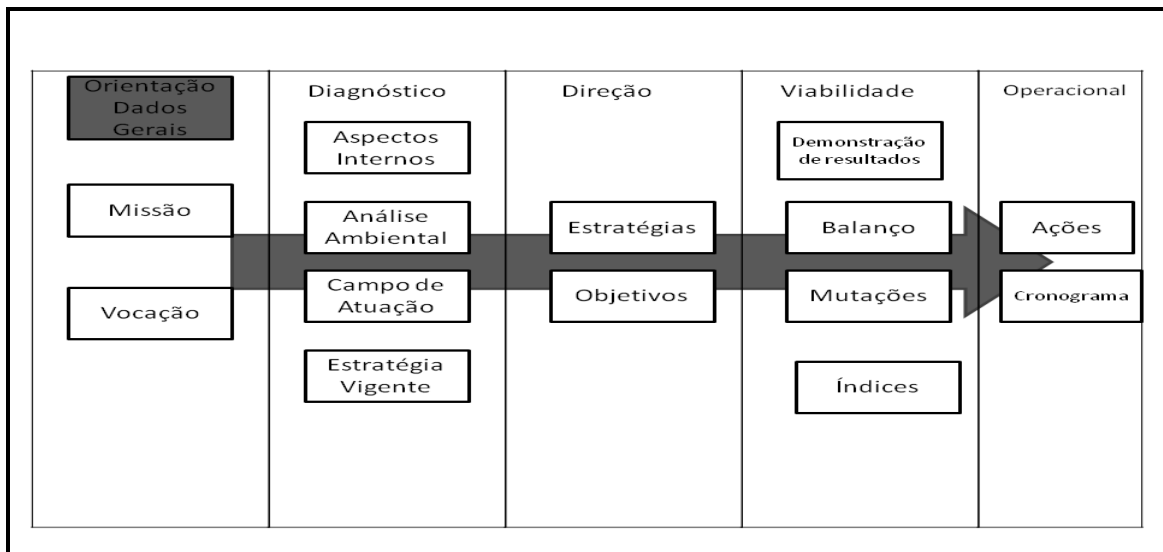 Orientação
Dados
Gerais
Missão
Vocação
Diagnóstico
Aspectos
Internos
Análise
Ambiental
Campo de
Atuação
Estratégia
Vigente
Direção
Estratégias
Objetivos
Viabilidade
Demonstração
de resultados
Balanço
Mutações
Índices
Operacional
Ações
Cronograma